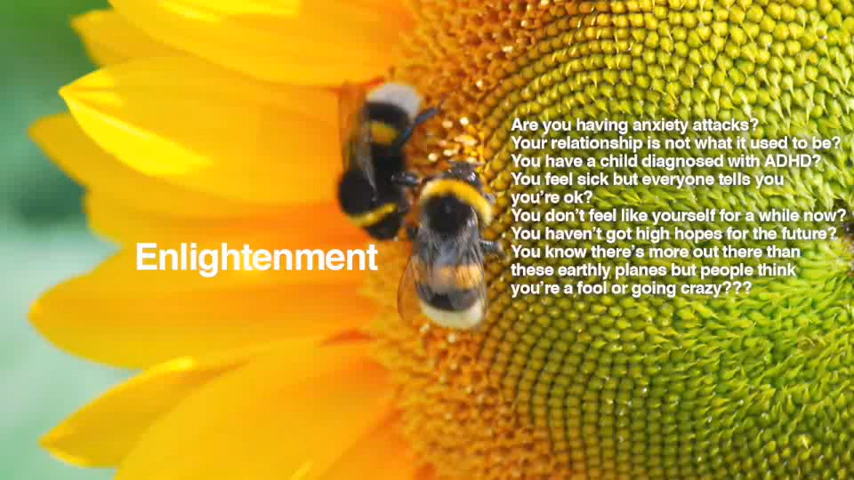 Enlightenment
Are you having anxiety attacks?
Your relationship is not what it used to be?
You have a child diagnosed with ADHD?
You feel sick but everyone tells you
you're ok?
You don't feel like yourself for a while now?
You haven't got high hopes for the future?
You know there's more out there than
these earthly planes but people think
you're a fool or going crazy???